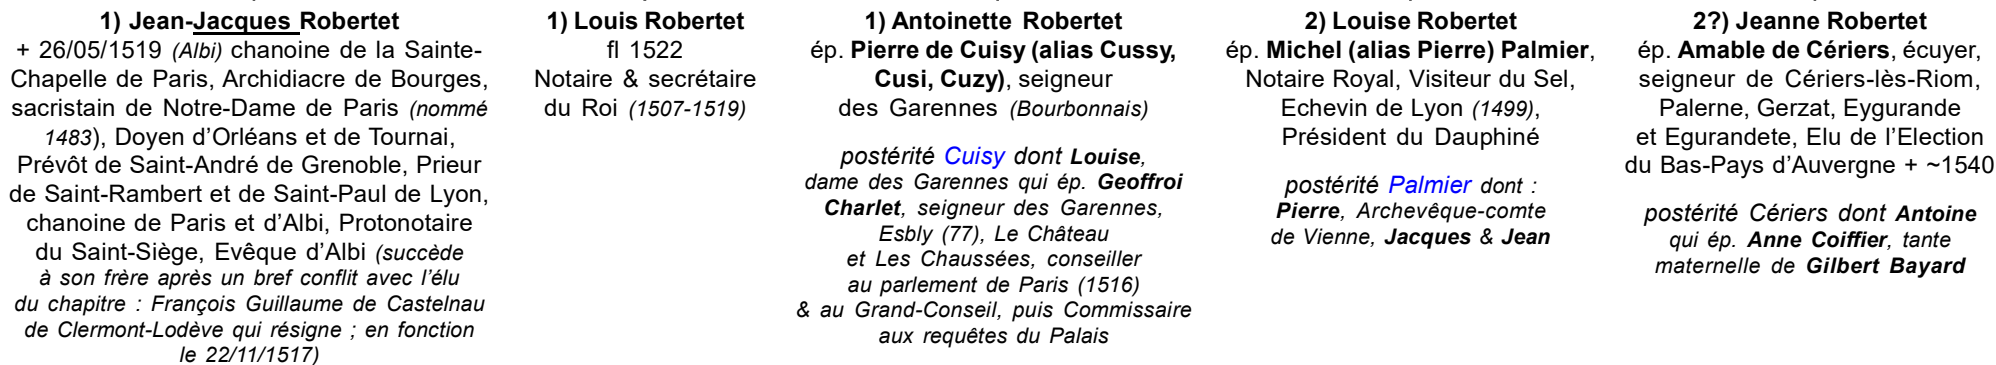 1) Jean-Jacques Robertet
+ 26/05/1519 (Albi) chanoine de la Sainte-
Chapelle de Paris, Archidiacre de Bourges,
sacristain de Notre-Dame de Paris (nommé
1483), Doyen d’Orléans et de Tournai,
Prévôt de Saint-André de Grenoble, Prieur
de Saint-Rambert et de Saint-Paul de Lyon,
chanoine de Paris et d’Albi, Protonotaire
du Saint-Siège, Evêque d’Albi (succède
à son frère après un bref conflit avec l’élu
du chapitre : François Guillaume de Castelnau
de Clermont-Lodève qui résigne ; en fonction
le 22/11/1517)
1) Louis Robertet
fl 1522
Notaire & secrétaire
du Roi (1507-1519)
1) Antoinette Robertet
ép. Pierre de Cuisy (alias Cussy,
Cusi, Cuzy), seigneur
des Garennes (Bourbonnais)
postérité Cuisy dont Louise,
dame des Garennes qui ép. Geoffroi
Charlet, seigneur des Garennes,
Esbly (77), Le Château
et Les Chaussées, conseiller
au parlement de Paris (1516)
& au Grand-Conseil, puis Commissaire
aux requêtes du Palais
2) Louise Robertet
ép. Michel (alias Pierre) Palmier,
Notaire Royal, Visiteur du Sel,
Echevin de Lyon (1499),
Président du Dauphiné
postérité Palmier dont :
Pierre, Archevêque-comte
de Vienne, Jacques & Jean
2?) Jeanne Robertet
ép. Amable de Cériers, écuyer,
seigneur de Cériers-lès-Riom,
Palerne, Gerzat, Eygurande
et Egurandete, Elu de l’Election
du Bas-Pays d’Auvergne + ~1540
postérité Cériers dont Antoine
qui ép. Anne Coiffier, tante
maternelle de Gilbert Bayard